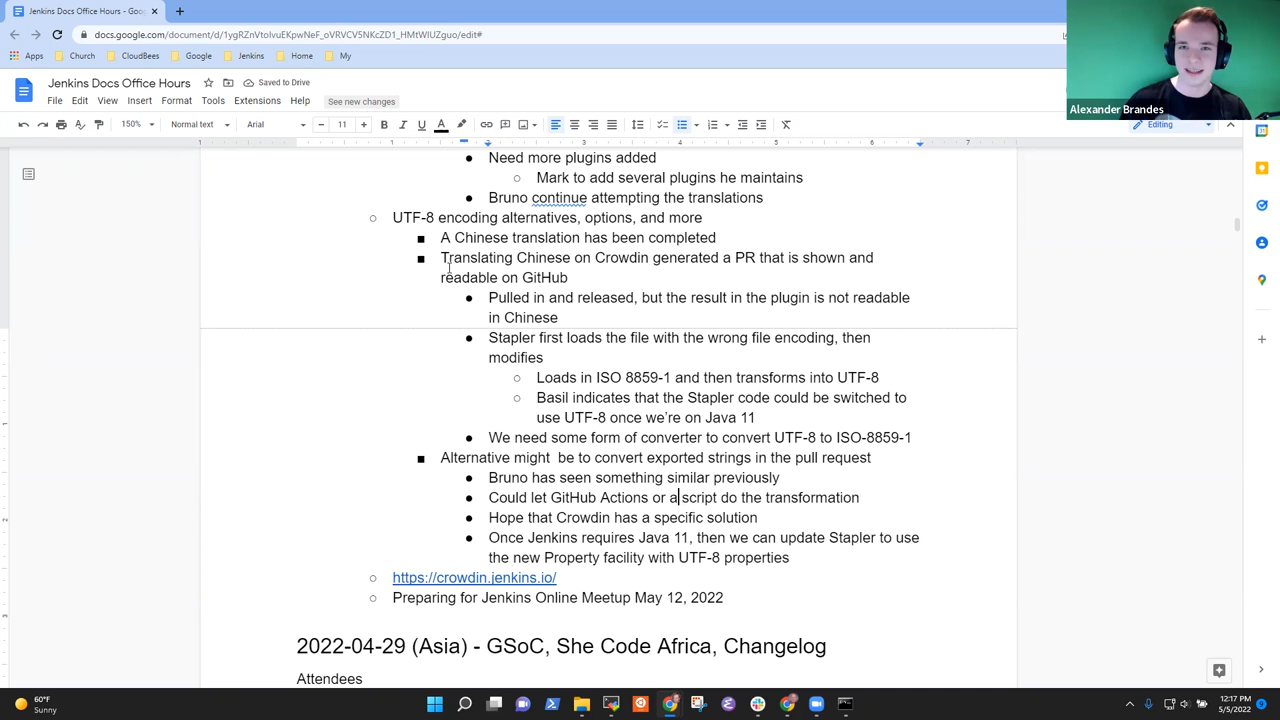 Jenkins Docs Office Hours - Goog
docs.google.com/document/d/1ygRZnVtoIvuEKpwNeF_oVRVCV5NKcZD1_HMtWIUZguo/edit#
Apps Church CloudBees Google Jenkins Home My
Alexander Brandes
Jenkins Docs Office Hours Saved to Drive
File Edit View Insert Format Tools Extensions Help See new changes
150% Normal text Arial 11 Editing
Need more plugins added
Mark to add several plugins he maintains
Bruno continue attempting the translations
UTF-8 encoding alternatives, options, and more
A Chinese translation has been completed
Translating Chinese on Crowdin generated a PR that is shown and
readable on GitHub
Pulled in and released, but the result in the plugin is not readable
in Chinese
Stapler first loads the file with the wrong file encoding, then
modifies
Loads in ISO 8859-1 and then transforms into UTF-8
Basil indicates that the Stapler code could be switched to
use UTF-8 once we're on Java 11
We need some form of converter to convert UTF-8 to ISO-8859-1
Alternative might be to convert exported strings in the pull request
Bruno has seen something similar previously
Could let GitHub Actions or a script do the transformation
Hope that Crowdin has a specific solution
Once Jenkins requires Java 11, then we can update Stapler to use
the new Property facility with UTF-8 properties
https://crowdin.jenkins.io/
Preparing for Jenkins Online Meetup May 12, 2022
2022-04-29 (Asia) - GSoC, She Code Africa, Changelog
Attendees
60°F
Sunny
12:17 PM
5/5/2022